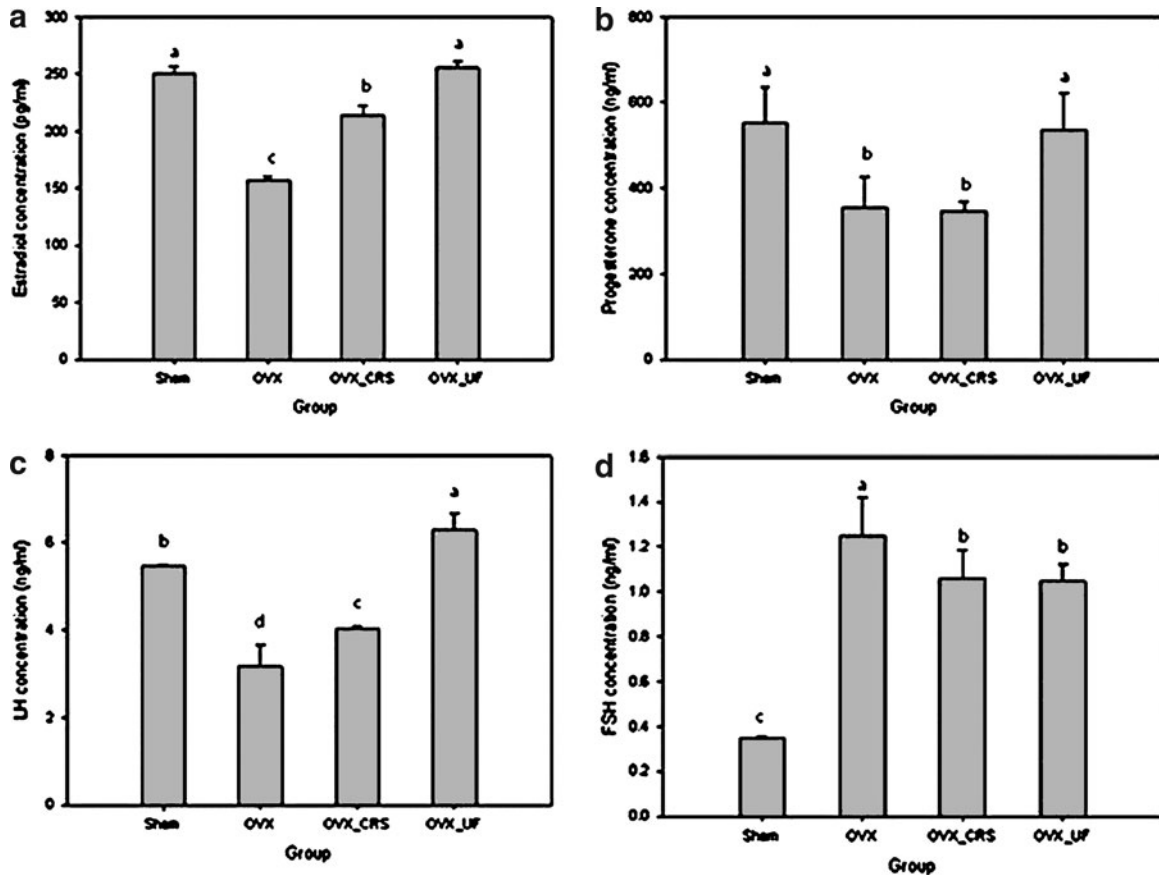 a
Estradiol concentration (pg/ml)
300
250
200
150
100
50
0
a
c
b
a
Sham OVX OVX_CRS OVX_UF
Group
b
Progesterone concentration (ng/ml)
800
600
400
200
0
a
b
b
a
Sham OVX OVX_CRS OVX_UF
Group
c
LH concentration (ng/ml)
8
6
4
2
0
b
d
c
a
Sham OVX OVX_CRS OVX_UF
Group
d
FSH concentration (ng/ml)
1.6
1.4
1.2
1.0
0.8
0.6
0.4
0.2
0.0
c
a
b
b
Sham OVX OVX_CRS OVX_UF
Group